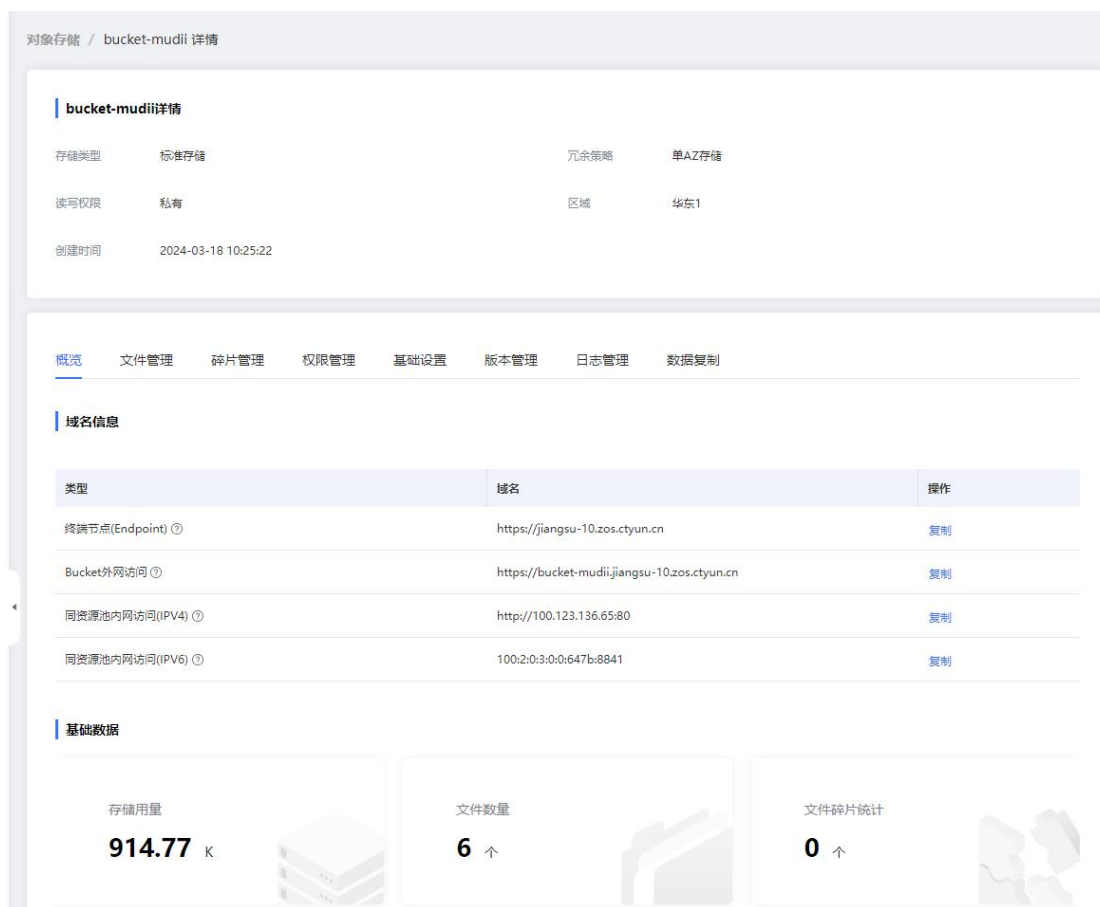 对象存储 / bucket-mudii 详情
bucket-mudii详情
存储类型 标准存储 冗余策略 单AZ存储
读写权限 私有 区域 华东1
创建时间 2024-03-18 10:25:22
概览 文件管理 碎片管理 权限管理 基础设置 版本管理 日志管理 数据复制
域名信息
类型 域名 操作
终端节点(Endpoint) ? https://jiangsu-10.zos.ctyun.cn 复制
Bucket外网访问 ? https://bucket-mudii.jiangsu-10.zos.ctyun.cn 复制
同资源池内网访问(IPV4) ? http://100.123.136.65:80 复制
同资源池内网访问(IPV6) ? 100:2:0:3:0:0:647b:8841 复制
基础数据
存储用量 文件数量 文件碎片统计
914.77 K 6 个 0 个